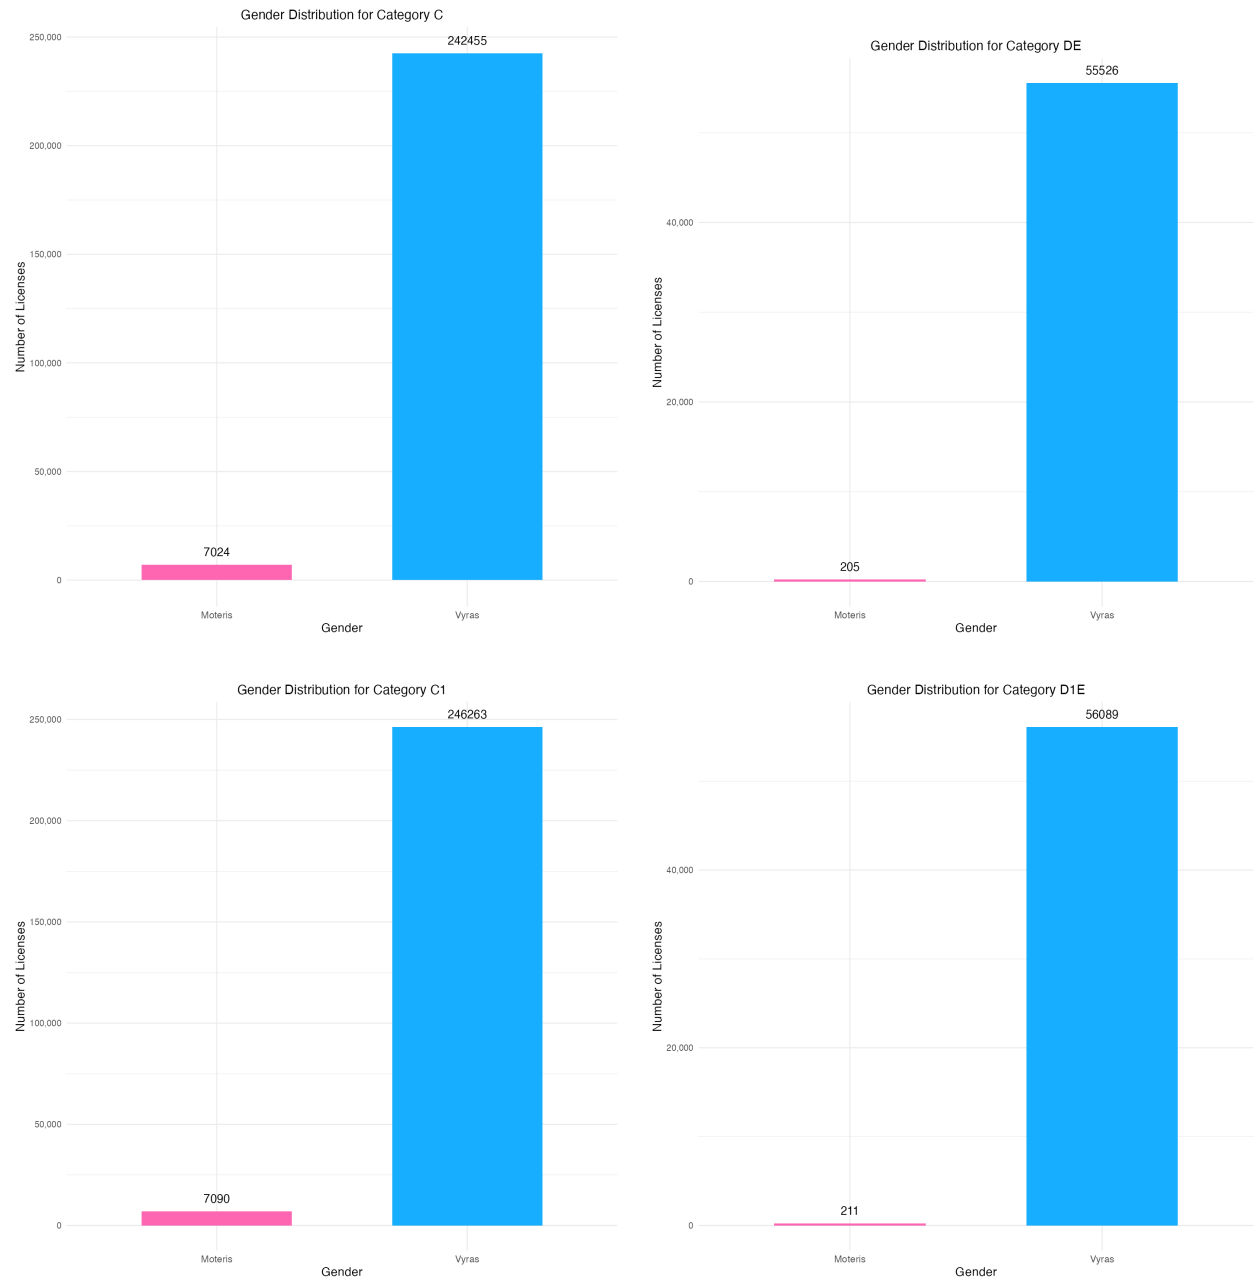 Gender Distribution for Category C
242455
7024
250,000
200,000
150,000
100,000
50,000
0
Number of Licenses
Moteris
Vyras
Gender
Gender Distribution for Category DE
55526
205
40,000
20,000
0
Number of Licenses
Moteris
Vyras
Gender
Gender Distribution for Category C1
246263
7090
250,000
200,000
150,000
100,000
50,000
0
Number of Licenses
Moteris
Vyras
Gender
Gender Distribution for Category D1E
56089
211
40,000
20,000
0
Number of Licenses
Moteris
Vyras
Gender